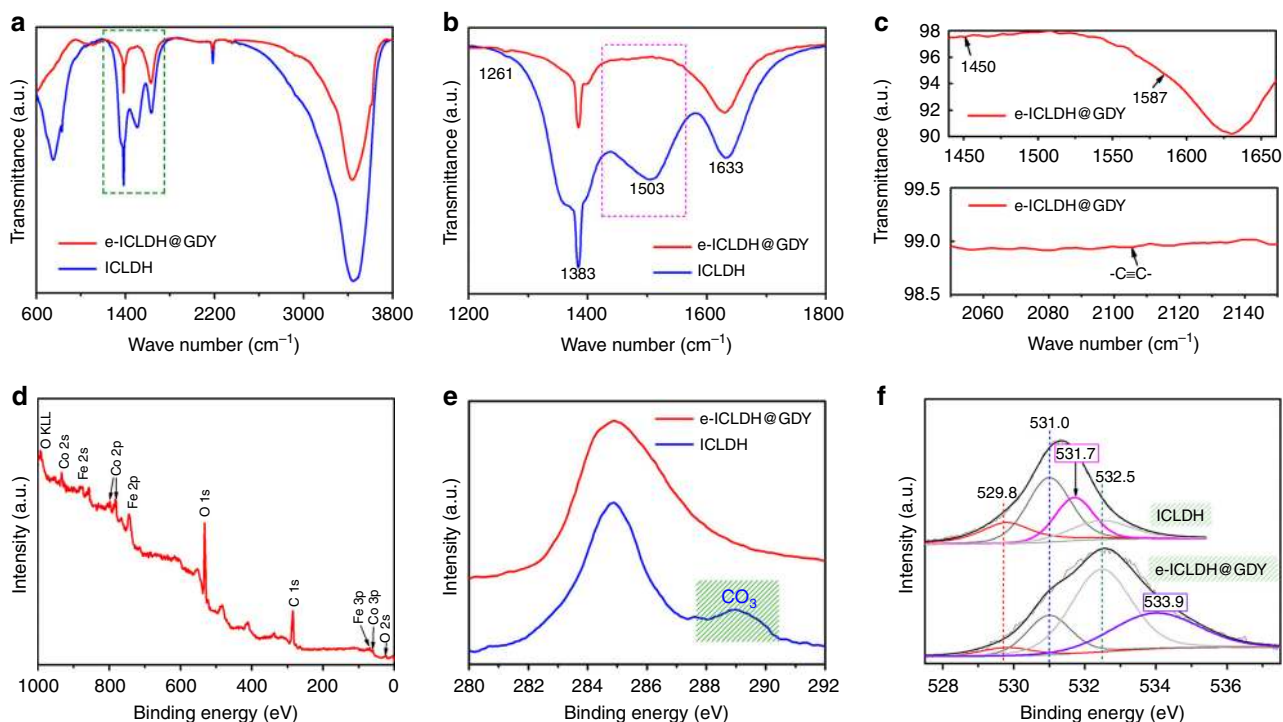 a
Transmittance (a.u.)
e-ICLDH@GDY
ICLDH
600 1400 2200 3000 3800
Wave number (cm⁻¹)
b
Transmittance (a.u.)
1261
1383
1503
1633
e-ICLDH@GDY
ICLDH
1200 1400 1600 1800
Wave number (cm⁻¹)
c
Transmittance (a.u.)
98
96
94
92
90
1450
1587
e-ICLDH@GDY
1450 1500 1550 1600 1650
99.5
99.0
98.5
e-ICLDH@GDY
-C≡C-
2060 2080 2100 2120 2140
Wave number (cm⁻¹)
d
Intensity (a.u.)
O KLL
Co 2s
Fe 2s
Co 2p
Fe 2p
O 1s
C 1s
Fe 3p
Co 3p
O 2s
1000 800 600 400 200 0
Binding energy (eV)
e
Intensity (a.u.)
e-ICLDH@GDY
ICLDH
CO₃
280 282 284 286 288 290 292
Binding energy (eV)
f
Intensity (a.u.)
531.0
531.7
532.5
529.8
ICLDH
e-ICLDH@GDY
533.9
528 530 532 534 536
Binding energy (eV)